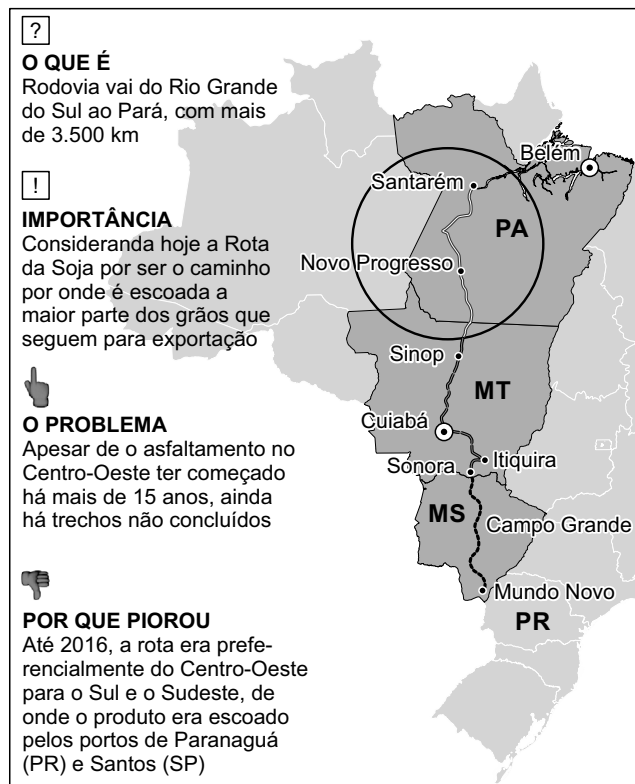 ?
O QUE É
Rodovia vai do Rio Grande
do Sul ao Pará, com mais
de 3.500 km
!
IMPORTÂNCIA
Consideranda hoje a Rota
da Soja por ser o caminho
por onde é escoada a
maior parte dos grãos que
seguem para exportação
O PROBLEMA
Apesar de o asfaltamento no
Centro-Oeste ter começado
há mais de 15 anos, ainda
há trechos não concluídos
POR QUE PIOROU
Até 2016, a rota era prefe-
rencialmente do Centro-Oeste
para o Sul e o Sudeste, de
onde o produto era escoado
pelos portos de Paranaguá
(PR) e Santos (SP)
Belém
Santarém
PA
Novo Progresso
Sinop
MT
Cuiabá
Itiquira
Sonora
MS
Campo Grande
Mundo Novo
PR